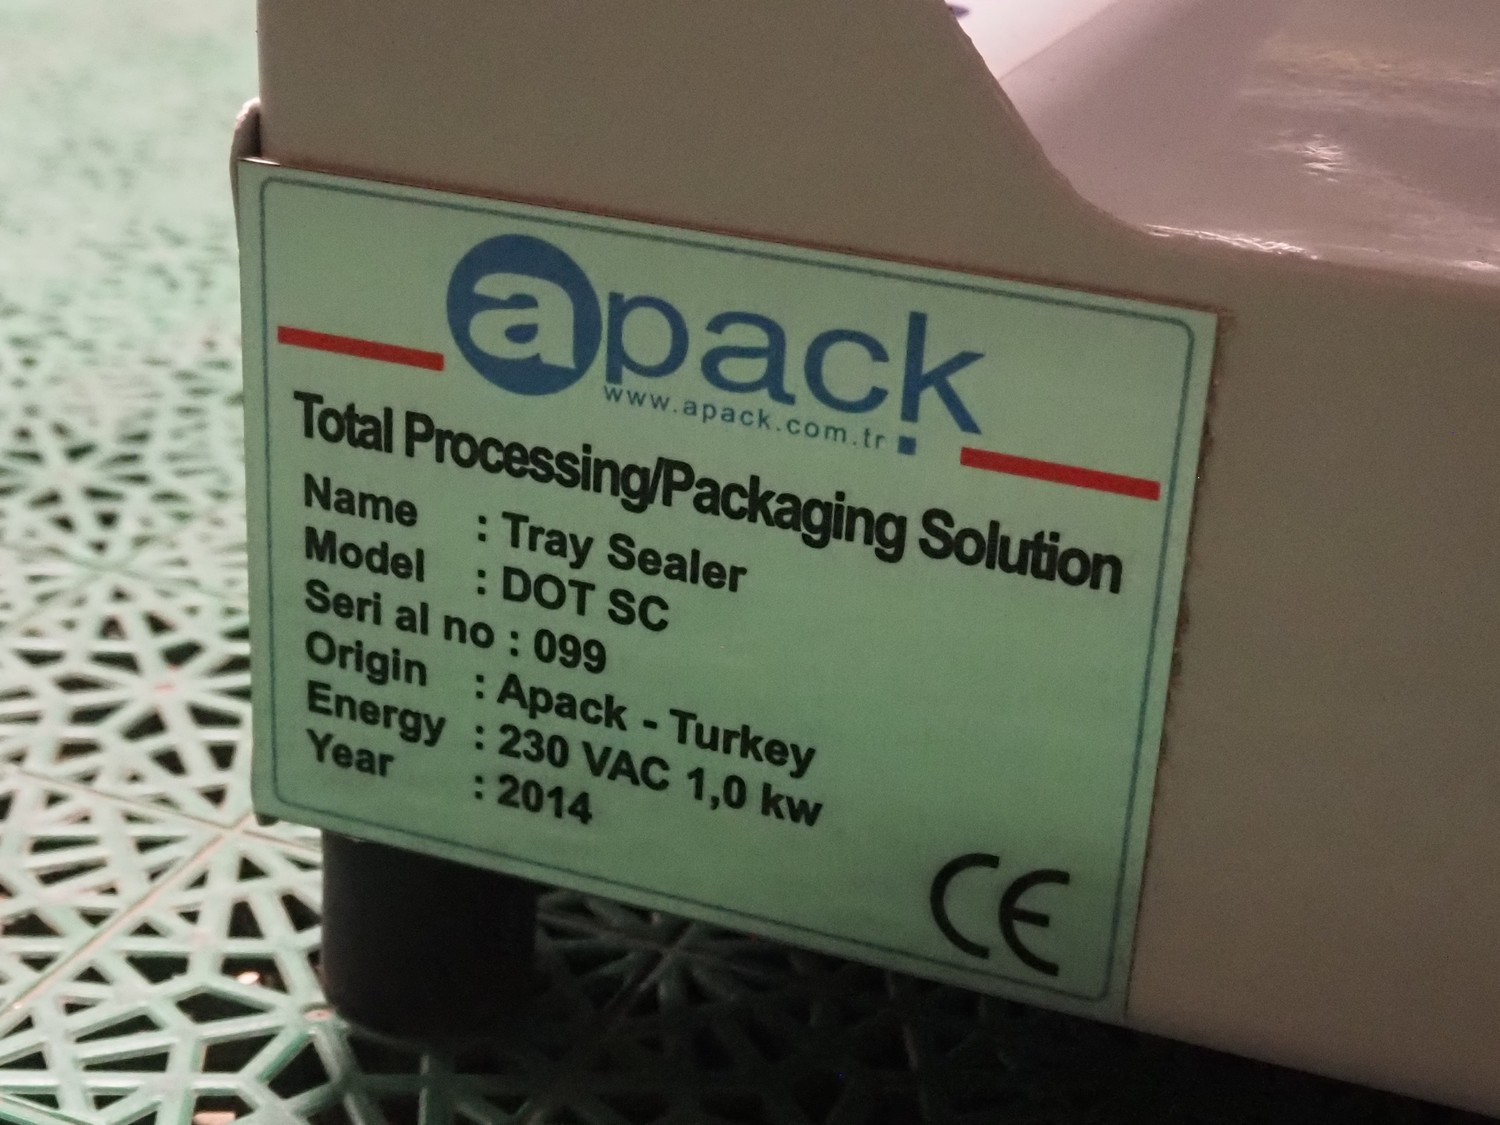 apack
www.apack.com.tr
Total Processing/Packaging Solution
Name : Tray Sealer
Model : DOT SC
Seri al no : 099
Origin : Apack - Turkey
Energy : 230 VAC 1,0 kw
Year : 2014
CE